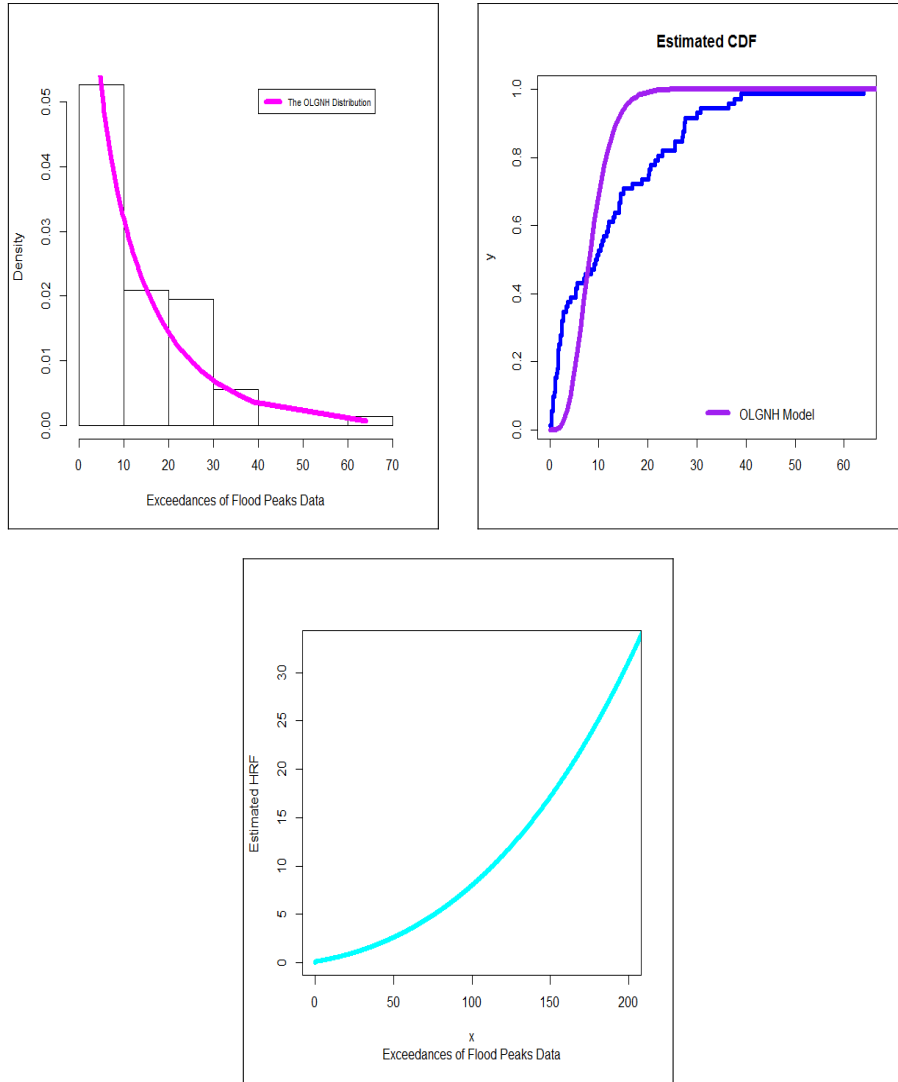 The OLGNH Distribution
Density
0.00
0.01
0.02
0.03
0.04
0.05
0 10 20 30 40 50 60 70
Exceedances of Flood Peaks Data
Estimated CDF
y
0.0
0.2
0.4
0.6
0.8
1.0
OLGNH Model
0 10 20 30 40 50 60
Estimated HRF
0
5
10
15
20
25
30
0 50 100 150 200
x
Exceedances of Flood Peaks Data